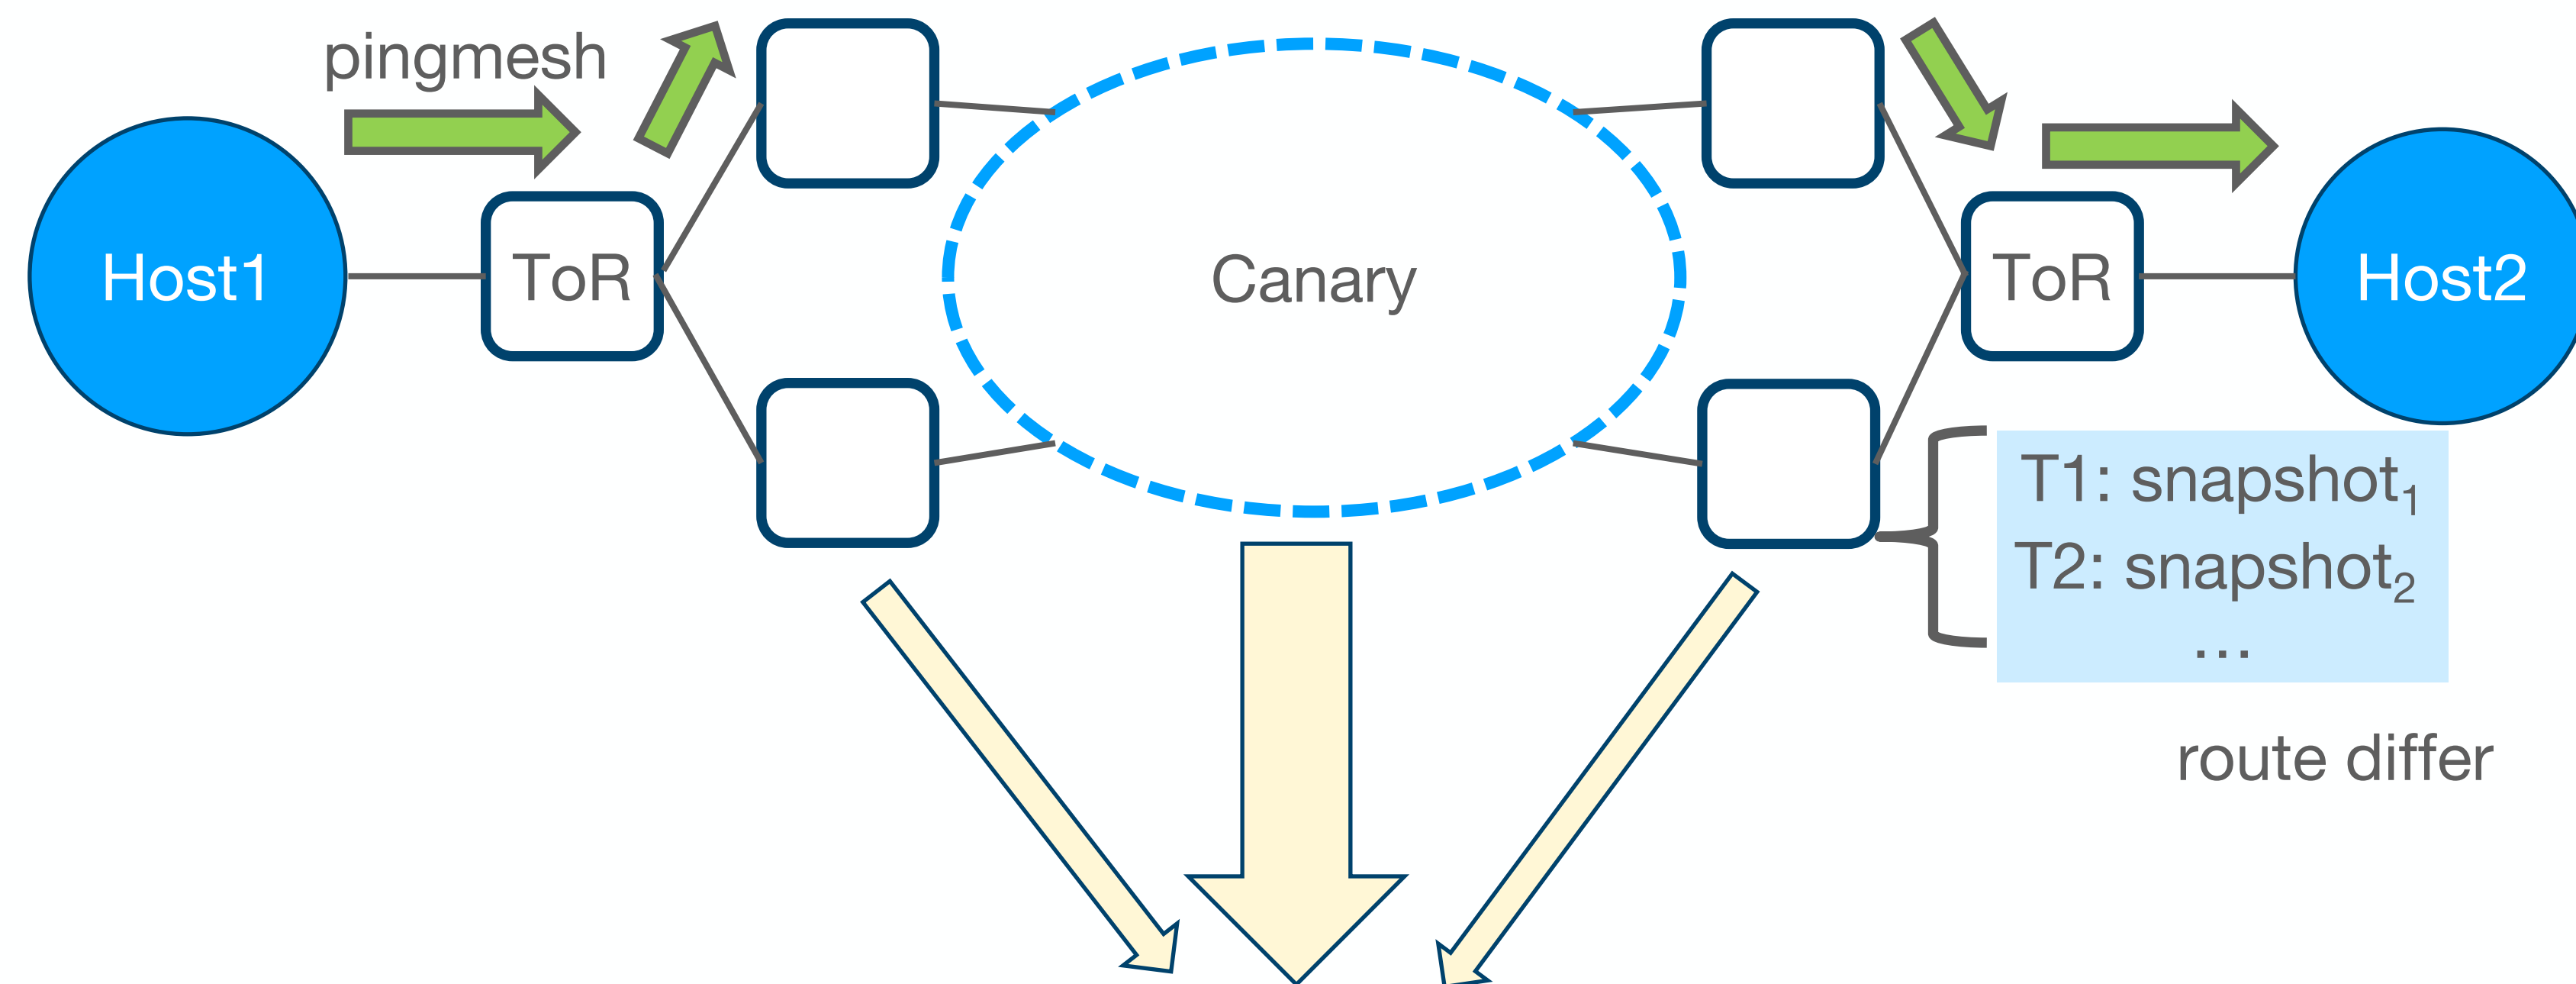 pingmesh
Host1
ToR
Canary
ToR
Host2
T1: snapshot₁
T2: snapshot₂
…
route differ